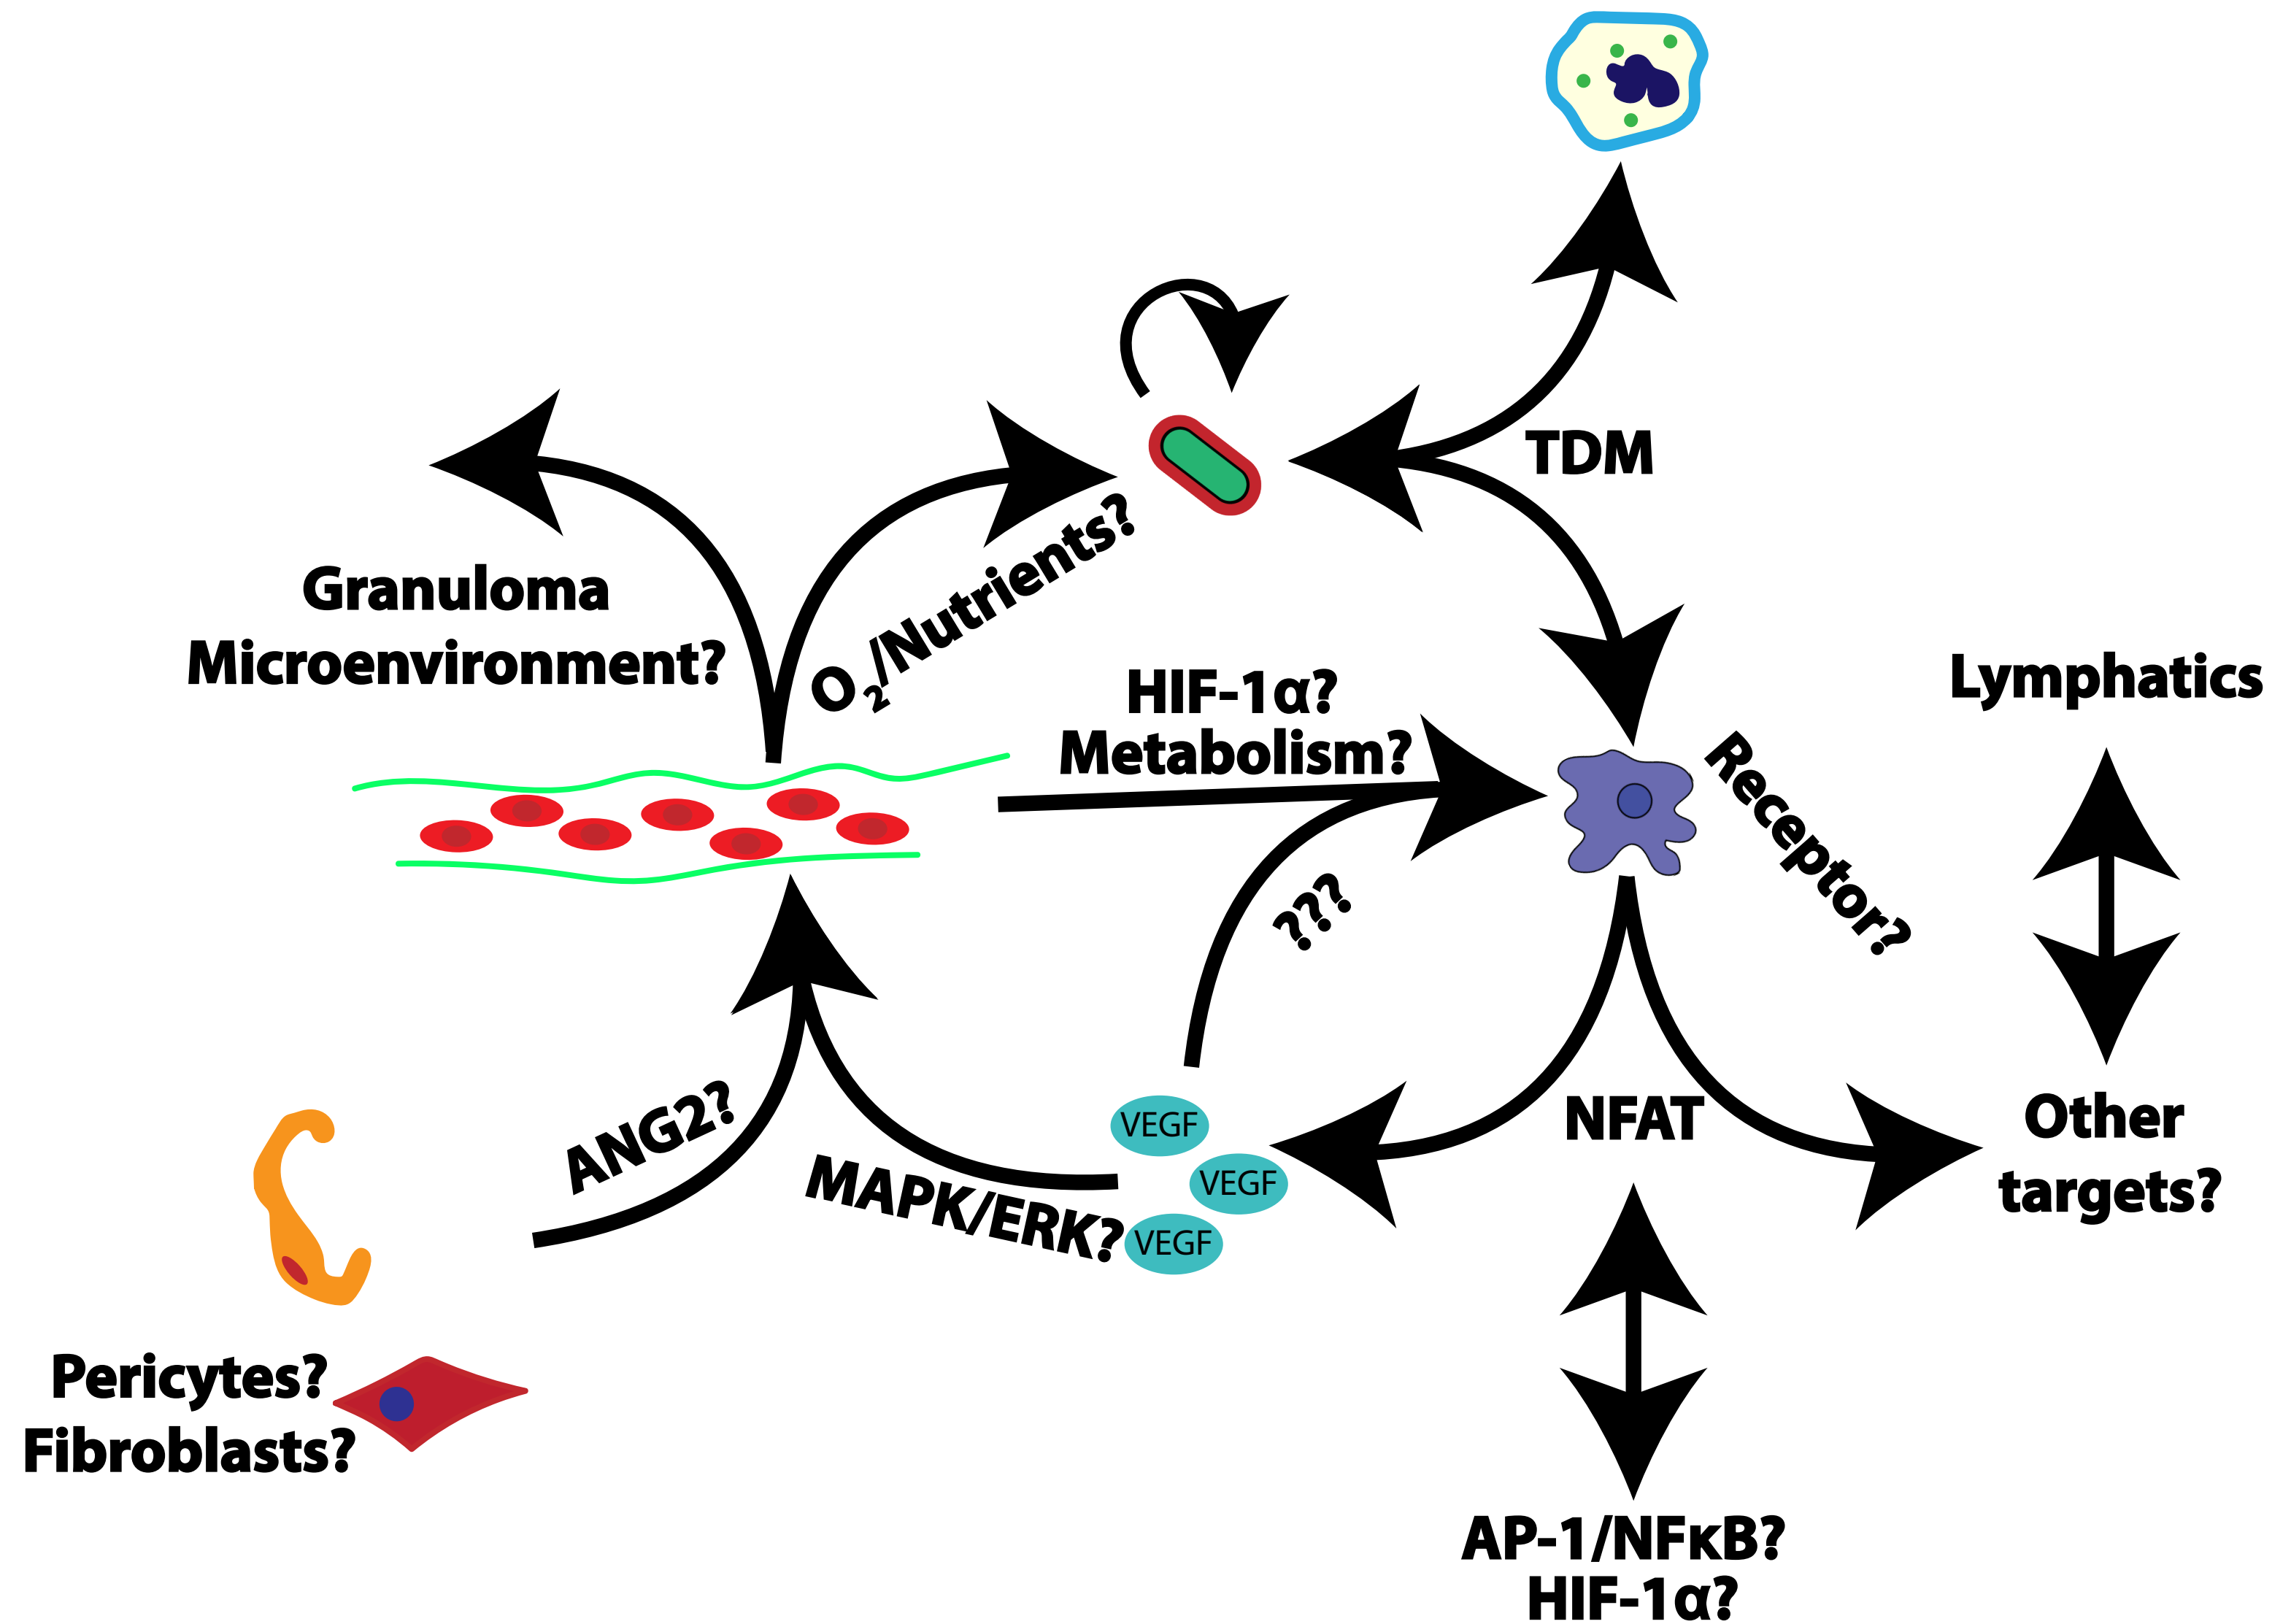 TDM
O2/Nutrients?
Granuloma
Microenvironment?
HIF-1α?
Metabolism?
Lymphatics
Receptor?
???
ANG2?
MAPK/ERK?
VEGF
VEGF
VEGF
NFAT
Other
targets?
Pericytes?
Fibroblasts?
AP-1/NFκB?
HIF-1α?